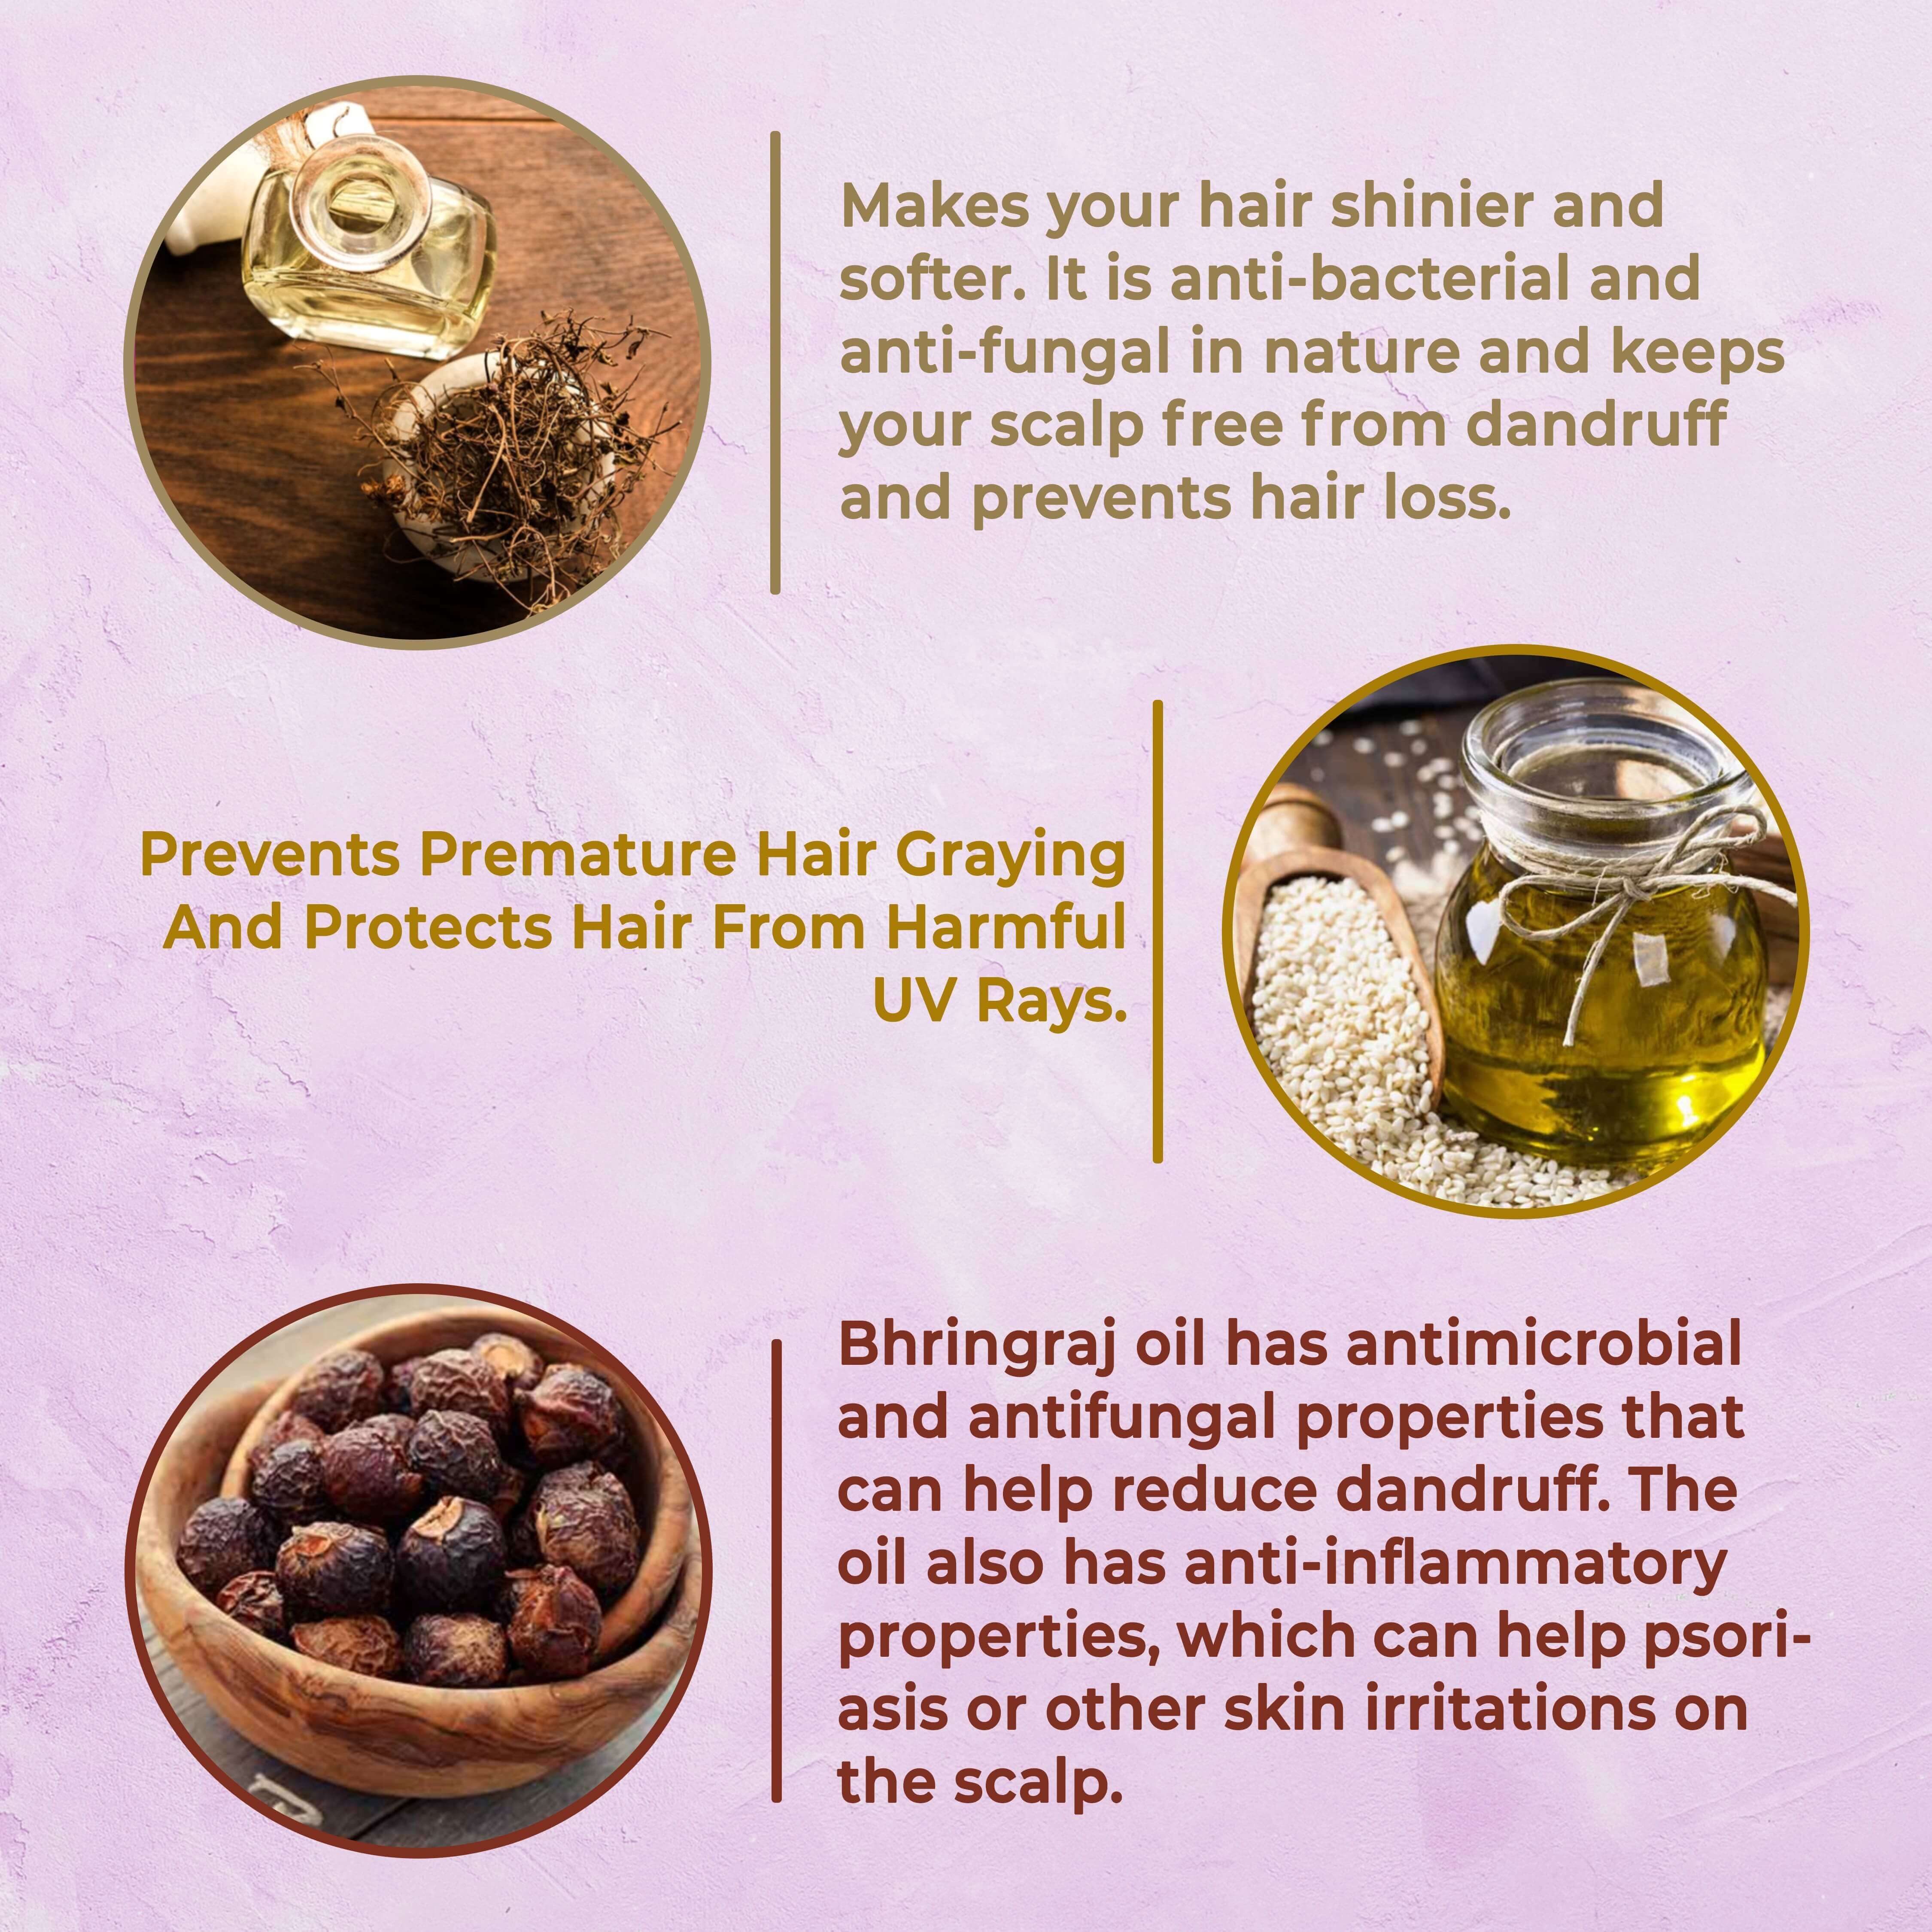 Makes your hair shinier and
softer. It is anti-bacterial and
anti-fungal in nature and keeps
your scalp free from dandruff
and prevents hair loss.
Prevents Premature Hair Graying
And Protects Hair From Harmful
UV Rays.
Bhringraj oil has antimicrobial
and antifungal properties that
can help reduce dandruff. The
oil also has anti-inflammatory
properties, which can help psori-
asis or other skin irritations on
the scalp.